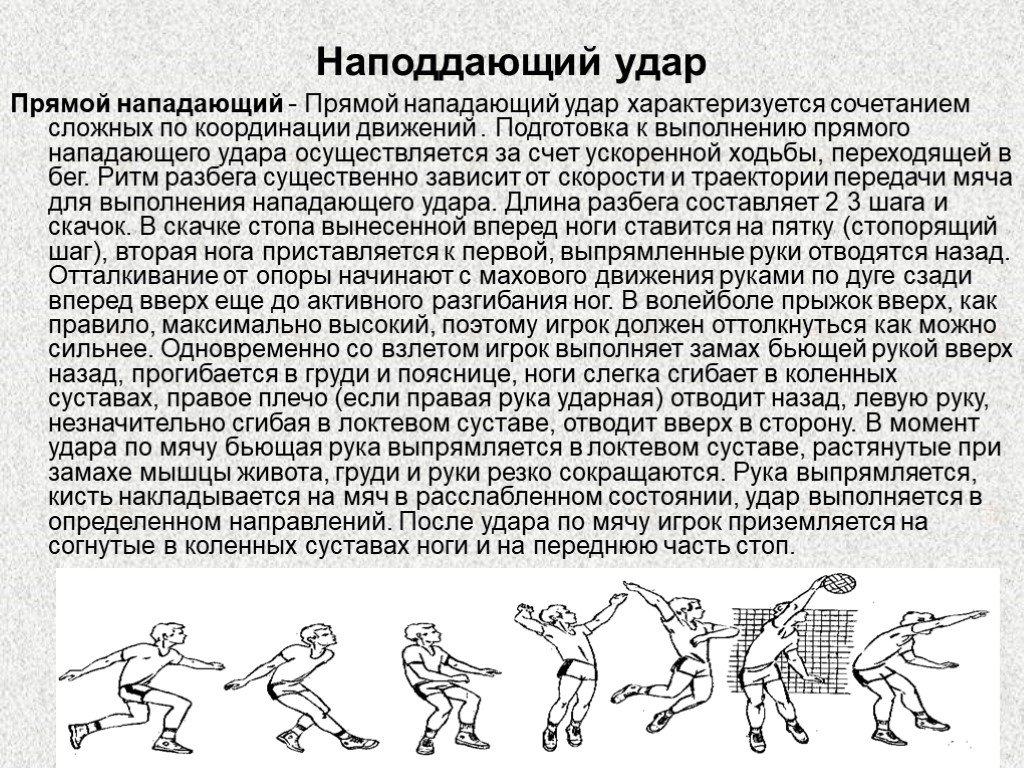 Наподдающий удар
Прямой нападающий - Прямой нападающий удар характеризуется сочетанием
сложных по координации движений . Подготовка к выполнению прямого
нападающего удара осуществляется за счет ускоренной ходьбы, переходящей в
бег. Ритм разбега существенно зависит от скорости и траектории передачи мяча
для выполнения нападающего удара. Длина разбега составляет 2 3 шага и
скачок. В скачке стопа вынесенной вперед ноги ставится на пятку (стопорящий
шаг), вторая нога приставляется к первой, выпрямленные руки отводятся назад.
Отталкивание от опоры начинают с махового движения руками по дуге сзади
вперед вверх еще до активного разгибания ног. В волейболе прыжок вверх, как
правило, максимально высокий, поэтому игрок должен оттолкнуться как можно
сильнее. Одновременно со взлетом игрок выполняет замах бьющей рукой вверх
назад, прогибается в груди и пояснице, ноги слегка сгибает в коленных
суставах, правое плечо (если правая рука ударная) отводит назад, левую руку,
незначительно сгибая в локтевом суставе, отводит вверх в сторону. В момент
удара по мячу бьющая рука выпрямляется в локтевом суставе, растянутые при
замахе мышцы живота, груди и руки резко сокращаются. Рука выпрямляется,
кисть накладывается на мяч в расслабленном состоянии, удар выполняется в
определенном направлений. После удара по мячу игрок приземляется на
согнутые в коленных суставах ноги и на переднюю часть стоп.